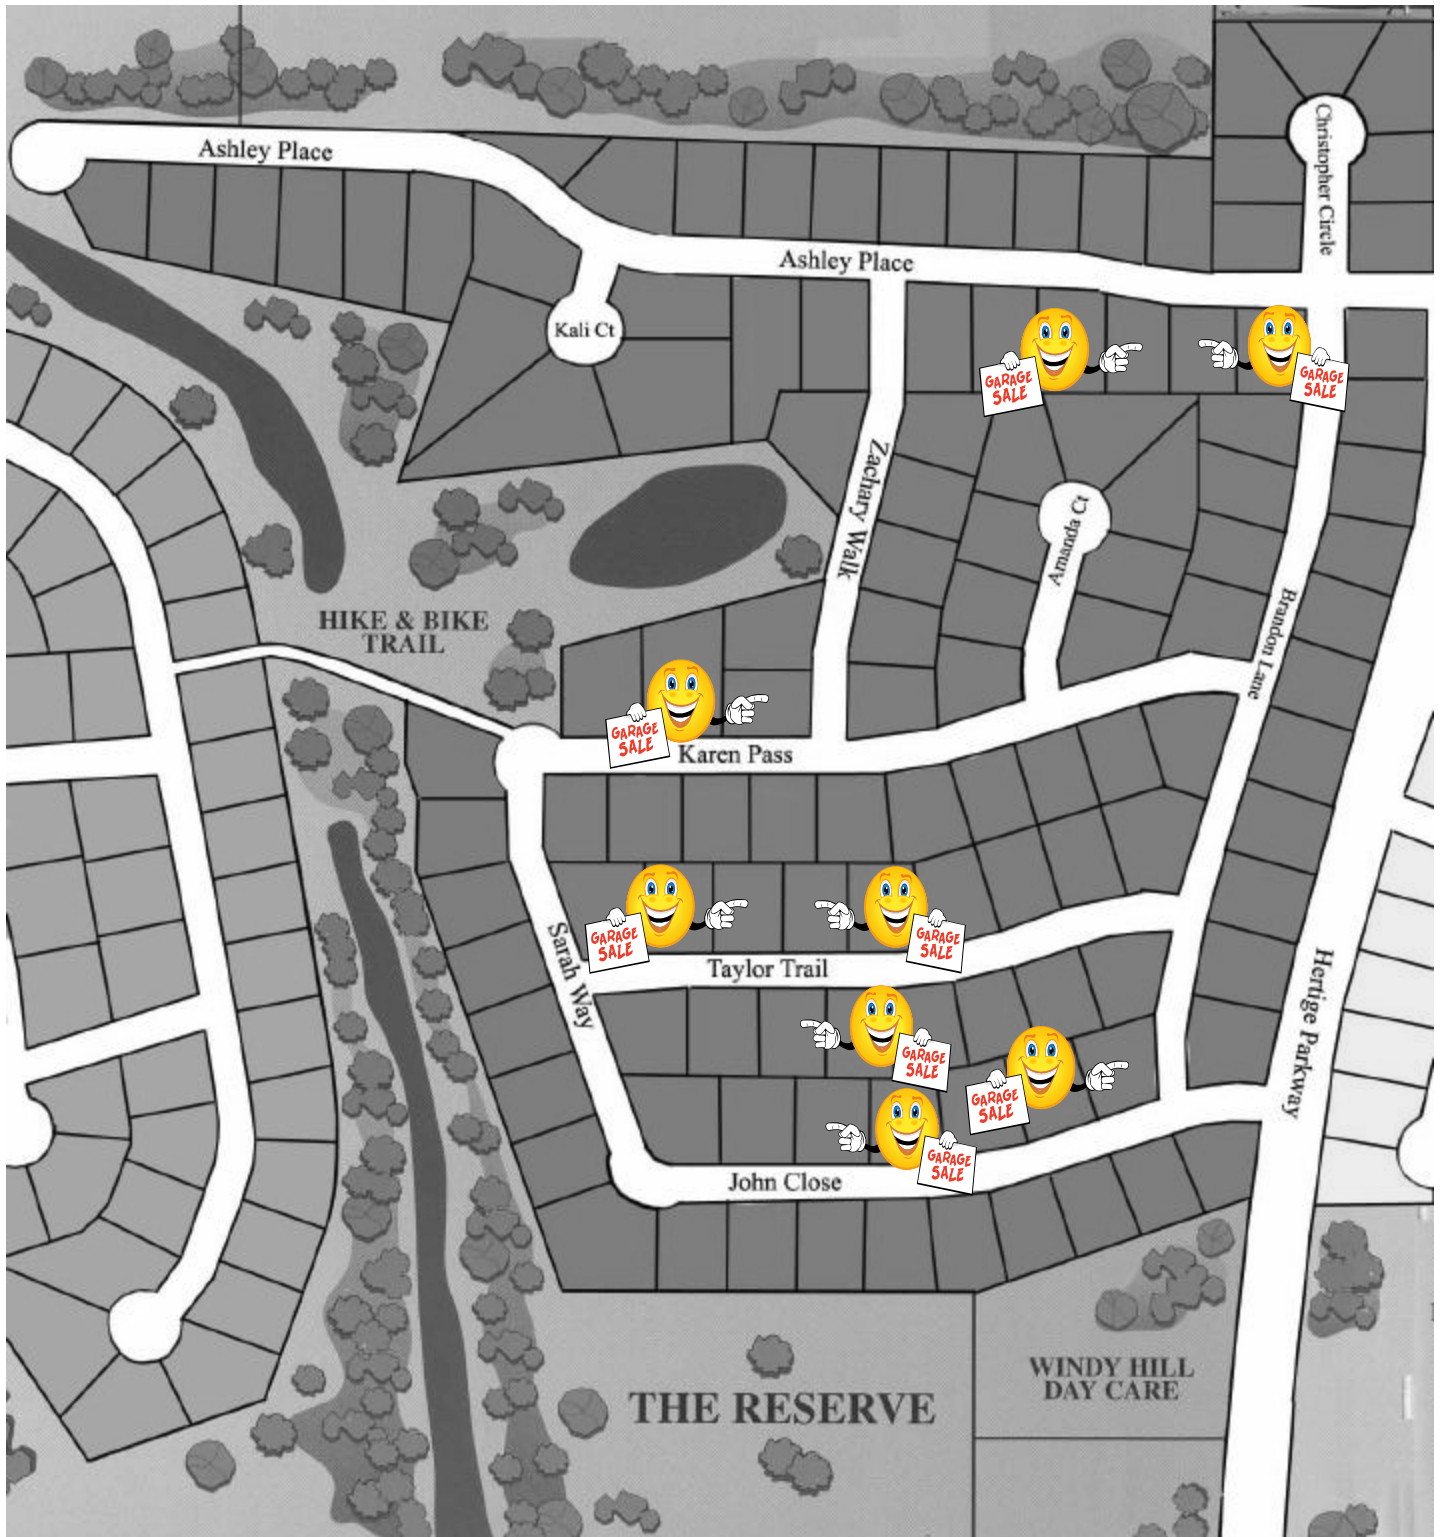 Christopher Circle
Ashley Place
Ashley Place
Kali Ct
GARAGE
SALE
GARAGE
SALE
Zachary Walk
Amanda Ct
HIKE & BIKE
TRAIL
Brandon Lane
GARAGE
SALE
Karen Pass
GARAGE
SALE
GARAGE
SALE
Sarah Way
Taylor Trail
Hertige Parkway
GARAGE
SALE
GARAGE
SALE
GARAGE
SALE
John Close
WINDY HILL
DAY CARE
THE RESERVE